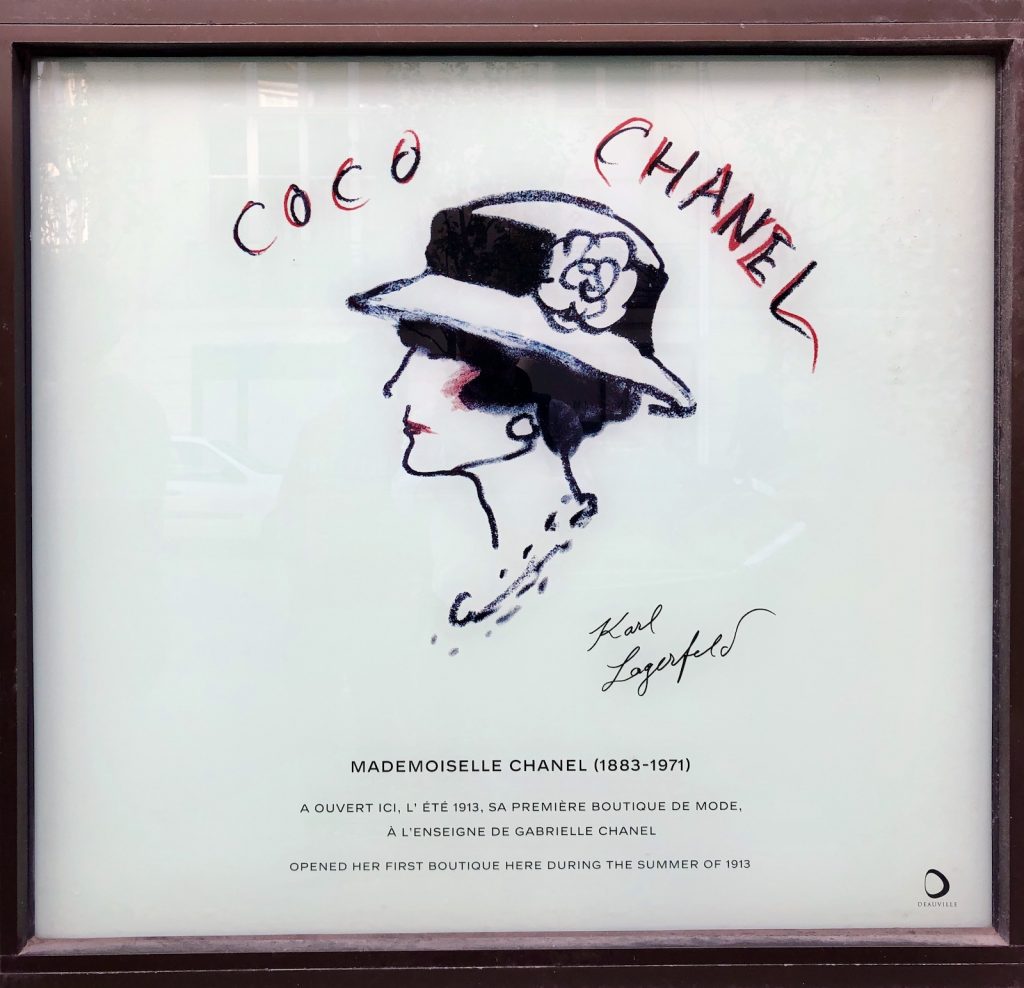 COCO CHANEL
Karl
Lagerfeld
MADEMOISELLE CHANEL (1883-1971)
A OUVERT ICI, L' ÉTÉ 1913, SA PREMIÈRE BOUTIQUE DE MODE,
À L'ENSEIGNE DE GABRIELLE CHANEL
OPENED HER FIRST BOUTIQUE HERE DURING THE SUMMER OF 1913
DEAUVILLE